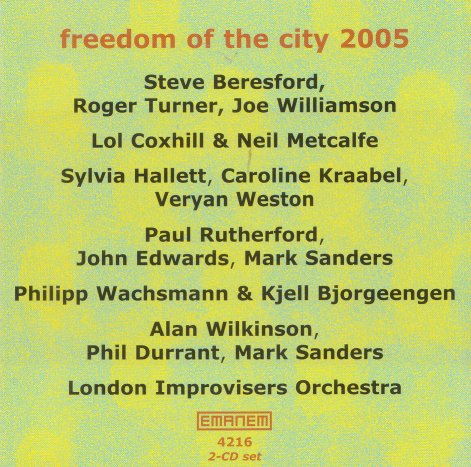 freedom of the city 2005
Steve Beresford,
Roger Turner, Joe Williamson
Lol Coxhill & Neil Metcalfe
Sylvia Hallett, Caroline Kraabel,
Veryan Weston
Paul Rutherford,
John Edwards, Mark Sanders
Philipp Wachsmann & Kjell Bjorgeengen
Alan Wilkinson,
Phil Durrant, Mark Sanders
London Improvisers Orchestra
EMANEM
4216
2-CD set